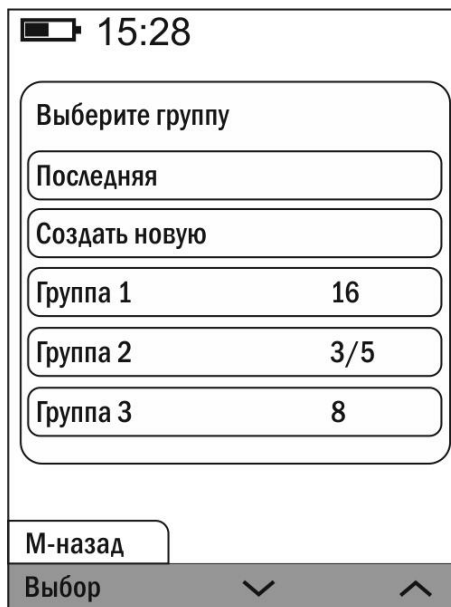 15:28
Выберите группу
Последняя
Создать новую
Группа 1 16
Группа 2 3/5
Группа 3 8
М-назад
Выбор